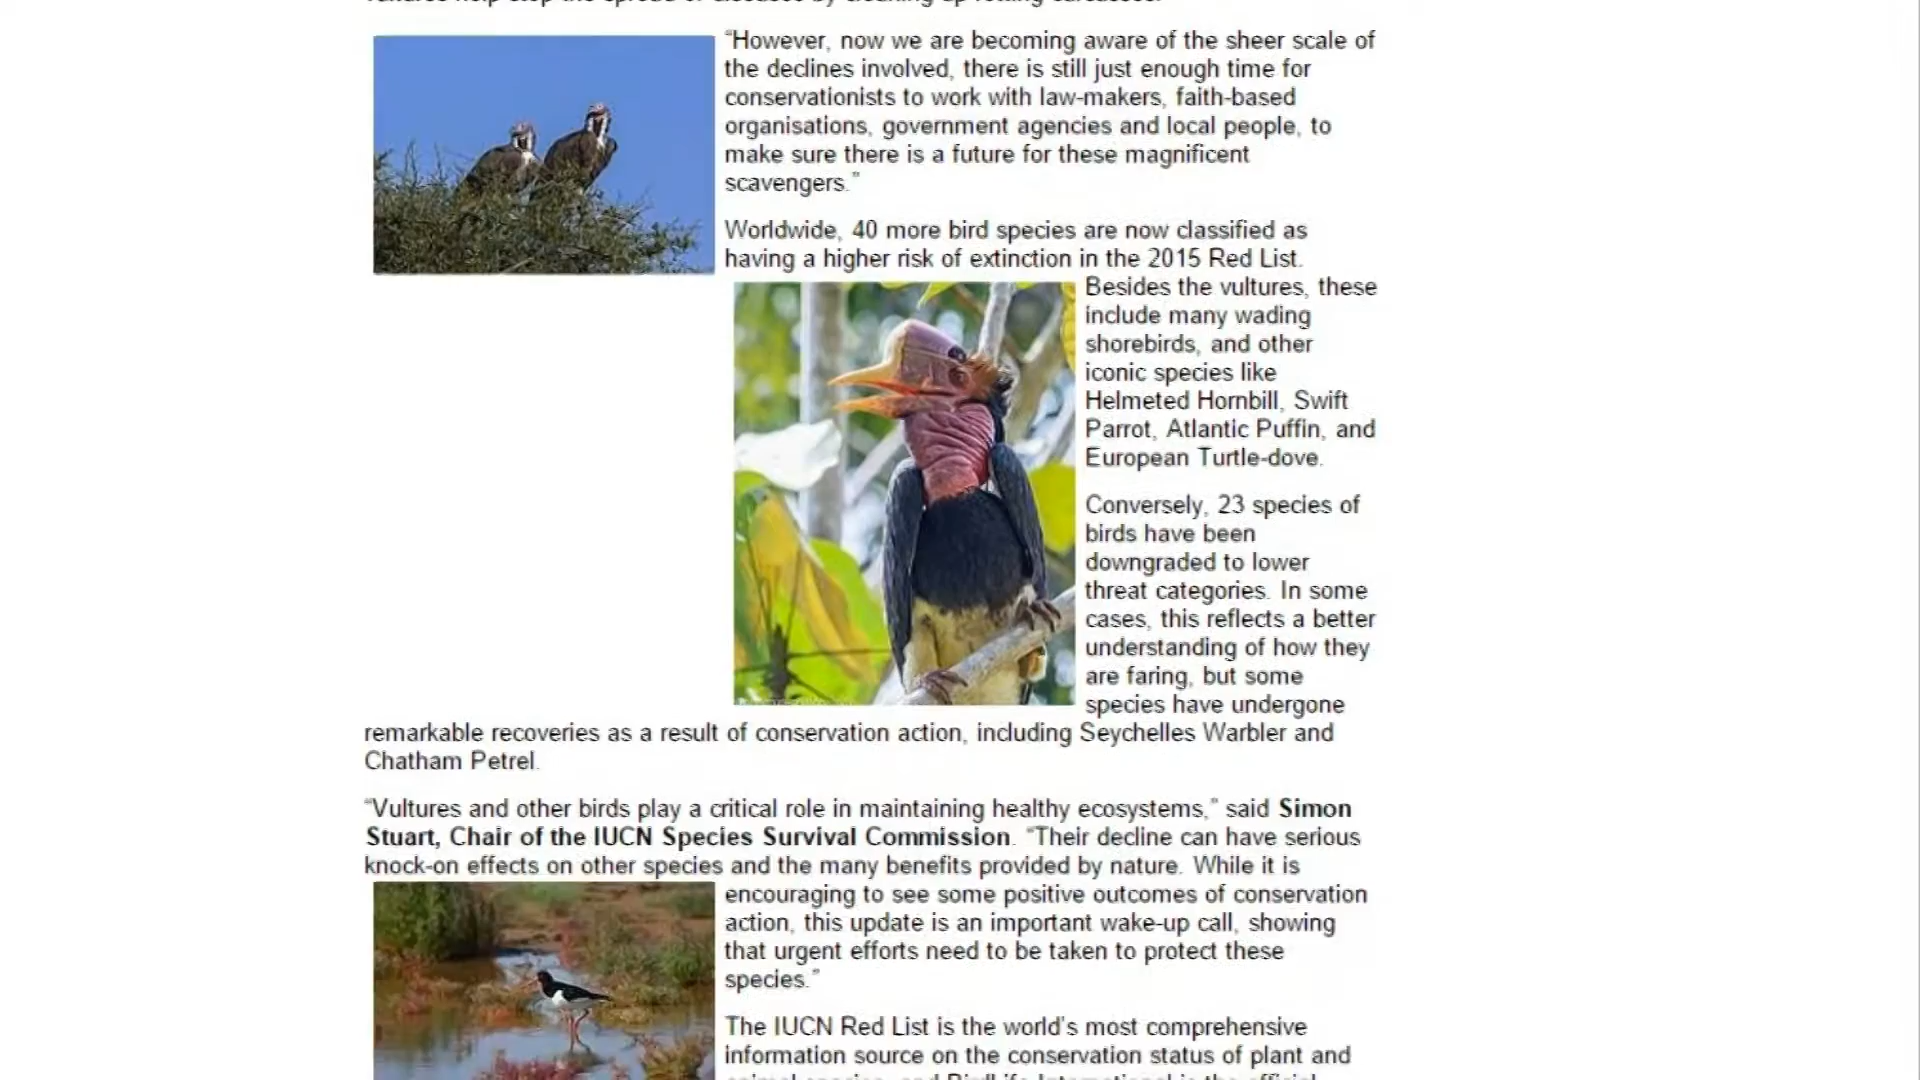 “However, now we are becoming aware of the sheer scale of
the declines involved, there is still just enough time for
conservationists to work with law-makers, faith-based
organisations, government agencies and local people, to
make sure there is a future for these magnificent
scavengers.”
Worldwide, 40 more bird species are now classified as
having a higher risk of extinction in the 2015 Red List.
Besides the vultures, these
include many wading
shorebirds, and other
iconic species like
Helmeted Hornbill, Swift
Parrot, Atlantic Puffin, and
European Turtle-dove.
Conversely, 23 species of
birds have been
downgraded to lower
threat categories. In some
cases, this reflects a better
understanding of how they
are faring, but some
species have undergone
remarkable recoveries as a result of conservation action, including Seychelles Warbler and
Chatham Petrel.
“Vultures and other birds play a critical role in maintaining healthy ecosystems,” said Simon
Stuart, Chair of the IUCN Species Survival Commission. “Their decline can have serious
knock-on effects on other species and the many benefits provided by nature. While it is
encouraging to see some positive outcomes of conservation
action, this update is an important wake-up call, showing
that urgent efforts need to be taken to protect these
species.”
The IUCN Red List is the world’s most comprehensive
information source on the conservation status of plant and